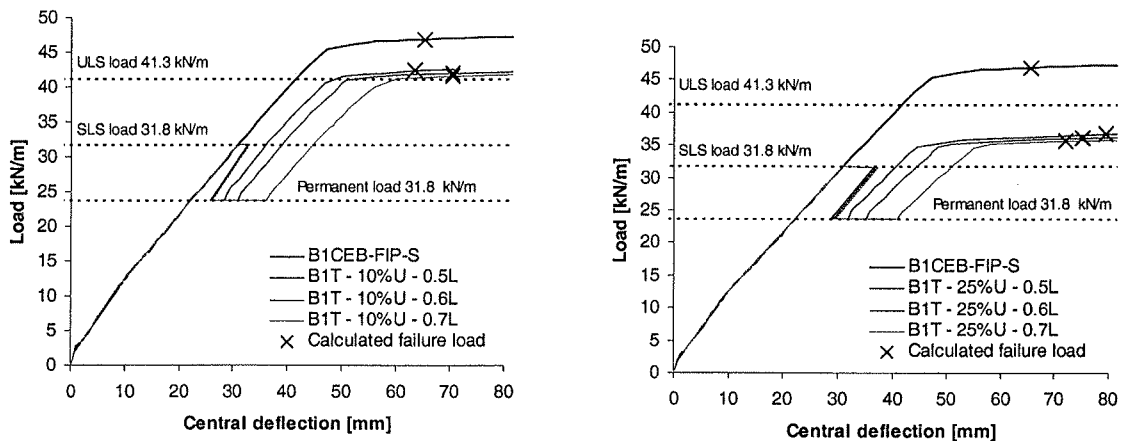 50
45
40
35
30
25
20
15
10
5
0
Load [kN/m]
ULS load 41.3 kN/m
SLS load 31.8 kN/m
Permanent load 31.8 kN/m
B1CEB-FIP-S
B1T - 10%U - 0.5L
B1T - 10%U - 0.6L
B1T - 10%U - 0.7L
Calculated failure load
0 10 20 30 40 50 60 70 80
Central deflection [mm]
50
45
40
35
30
25
20
15
10
5
0
Load [kN/m]
ULS load 41.3 kN/m
SLS load 31.8 kN/m
Permanent load 31.8 kN/m
B1CEB-FIP-S
B1T - 25%U - 0.5L
B1T - 25%U - 0.6L
B1T - 25%U - 0.7L
Calculated failure load
0 10 20 30 40 50 60 70 80
Central deflection [mm]